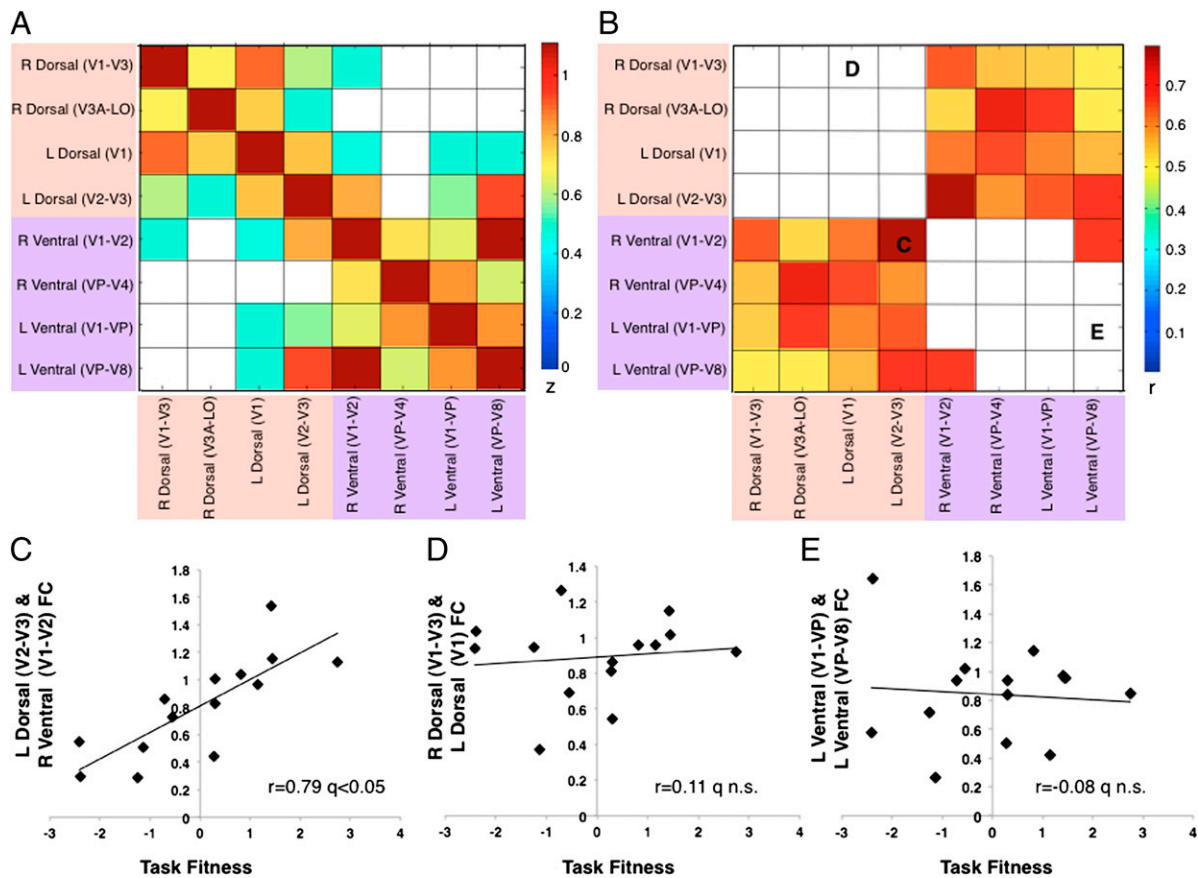 A
R Dorsal (V1-V3)
R Dorsal (V3A-LO)
L Dorsal (V1)
L Dorsal (V2-V3)
R Ventral (V1-V2)
R Ventral (VP-V4)
L Ventral (V1-VP)
L Ventral (VP-V8)
R Dorsal (V1-V3)
R Dorsal (V3A-LO)
L Dorsal (V1)
L Dorsal (V2-V3)
R Ventral (V1-V2)
R Ventral (VP-V4)
L Ventral (V1-VP)
L Ventral (VP-V8)
1
0.8
0.6
0.4
0.2
0
z
B
R Dorsal (V1-V3)
R Dorsal (V3A-LO)
L Dorsal (V1)
L Dorsal (V2-V3)
R Ventral (V1-V2)
R Ventral (VP-V4)
L Ventral (V1-VP)
L Ventral (VP-V8)
D
C
E
R Dorsal (V1-V3)
R Dorsal (V3A-LO)
L Dorsal (V1)
L Dorsal (V2-V3)
R Ventral (V1-V2)
R Ventral (VP-V4)
L Ventral (V1-VP)
L Ventral (VP-V8)
0.7
0.6
0.5
0.4
0.3
0.2
0.1
r
C
L Dorsal (V2-V3) &
R Ventral (V1-V2) FC
1.8
1.6
1.4
1.2
1
0.8
0.6
0.4
0.2
0
r=0.79 q<0.05
-3 -2 -1 0 1 2 3 4
Task Fitness
D
R Dorsal (V1-V3) &
L Dorsal (V1) FC
1.4
1.2
1
0.8
0.6
0.4
0.2
0
r=0.11 q n.s.
-3 -2 -1 0 1 2 3 4
Task Fitness
E
L Ventral (V1-VP) &
L Ventral (VP-V8) FC
1.8
1.6
1.4
1.2
1
0.8
0.6
0.4
0.2
0
r=-0.08 q n.s.
-3 -2 -1 0 1 2 3 4
Task Fitness